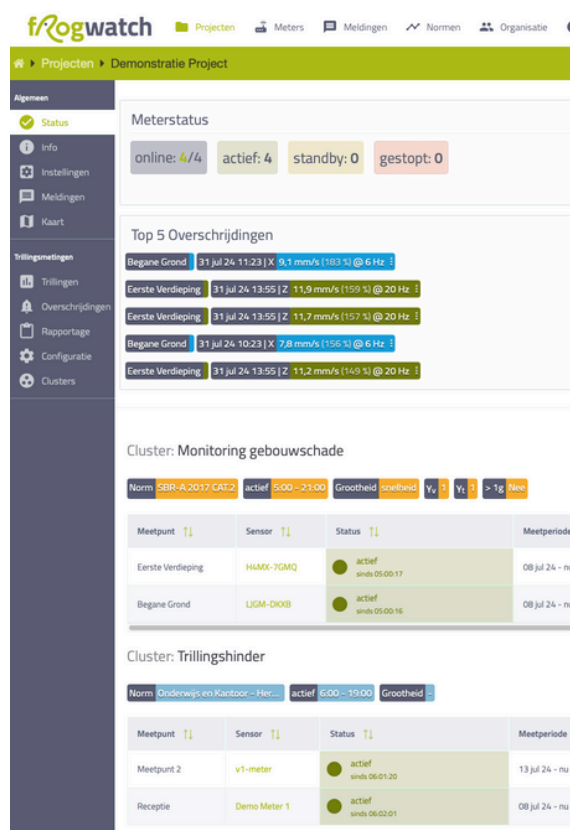 frogwatch Projecten Meters Meldingen Normen Organisatie
Projecten Demonstratie Project
Algemeen
Status
Info
Instellingen
Meldingen
Kaart
Trillingsmetingen
Trillingen
Overschrijdingen
Rapportage
Configuratie
Clusters
Meterstatus
online: 4/4 actief: 4 standby: 0 gestopt: 0
Top 5 Overschrijdingen
Begane Grond 31 jul 24 11:23 | X 9,1 mm/s (183 %) @ 6 Hz
Eerste Verdieping 31 jul 24 13:55 | Z 11,9 mm/s (159 %) @ 20 Hz
Eerste Verdieping 31 jul 24 13:55 | Z 11,7 mm/s (157 %) @ 20 Hz
Begane Grond 31 jul 24 10:23 | X 7,8 mm/s (156 %) @ 6 Hz
Eerste Verdieping 31 jul 24 13:55 | Z 11,2 mm/s (149 %) @ 20 Hz
Cluster: Monitoring gebouwschade
Norm SBR-A 2017 CAT.2 actief 5:00 – 21:00 Grootheid snelheid Yv 1 Yt 1 > 1g Nee
Meetpunt Sensor Status Meetperiode
Eerste Verdieping H4MX-7GMQ actief 08 jul 24 – nu
sinds 05:00:17
Begane Grond LJGM-DKXB actief 08 jul 24 – nu
sinds 05:00:16
Cluster: Trillingshinder
Norm Onderwijs en Kantoor – Her... actief 6:00 – 19:00 Grootheid -
Meetpunt Sensor Status Meetperiode
Meetpunt 2 v1-meter actief 13 jul 24 – nu
sinds 06:01:20
Receptie Demo Meter 1 actief 08 jul 24 – nu
sinds 06:02:01